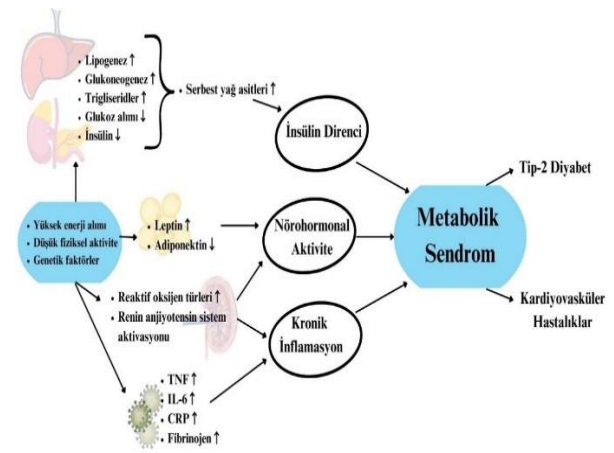 • Lipogenez ↑
• Glukoneogenez ↑
• Trigliseridler ↑
• Glukoz alımı ↓
• İnsülin ↓
• Serbest yağ asitleri ↑
İnsülin Direnci
• Yüksek enerji alımı
• Düşük fiziksel aktivite
• Genetik faktörler
• Leptin ↑
• Adiponektin ↓
Nörohormonal
Aktivite
• Reaktif oksijen türleri ↑
• Renin anjiyotensin sistem
aktivasyonu
Kronik
İnflamasyon
• TNF ↑
• IL-6 ↑
• CRP ↑
• Fibrinojen ↑
Metabolik
Sendrom
Tip-2 Diyabet
Kardiyovasküler
Hastalıklar